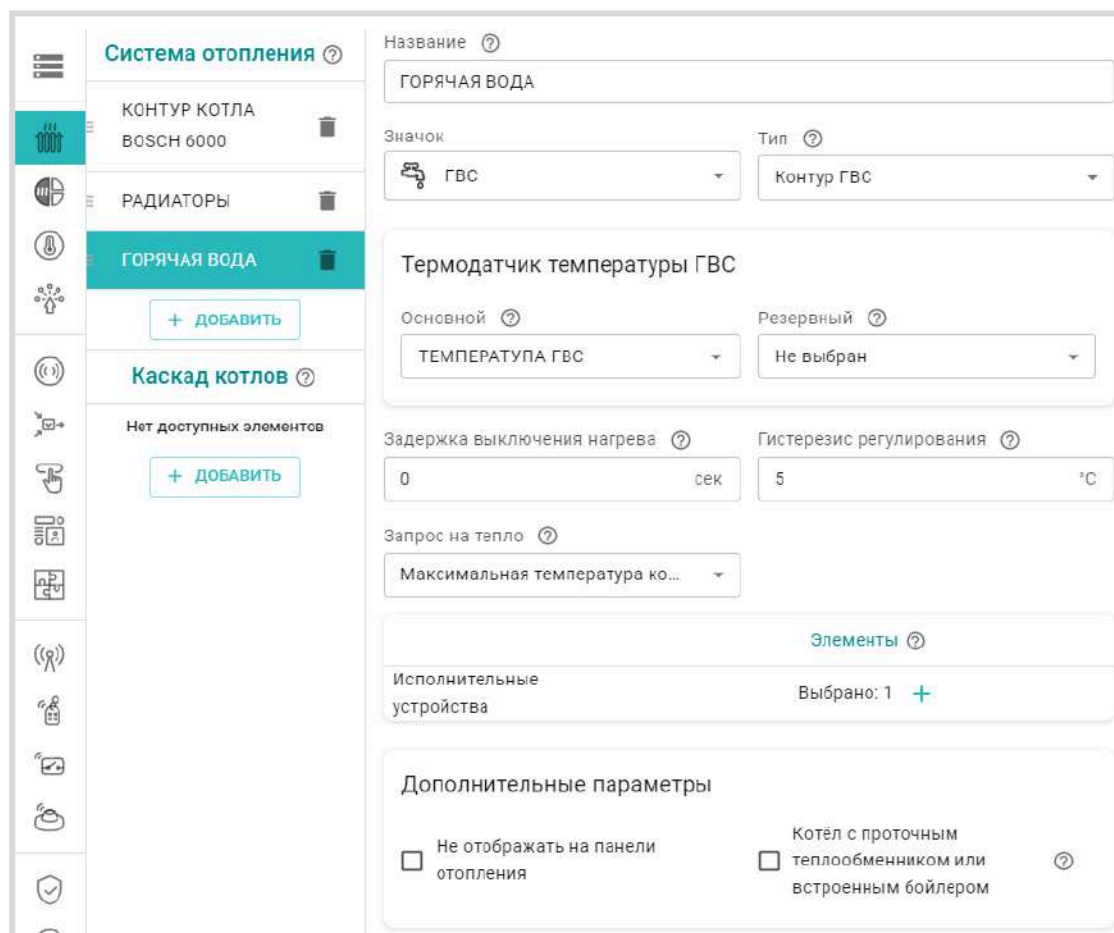 Система отопления
КОНТУР КОТЛА
BOSCH 6000
РАДИАТОРЫ
ГОРЯЧАЯ ВОДА
+ ДОБАВИТЬ
Каскад котлов
Нет доступных элементов
+ ДОБАВИТЬ
Название
ГОРЯЧАЯ ВОДА
Значок
Тип
ГВС
Контур ГВС
Термодатчик температуры ГВС
Основной
Резервный
ТЕМПЕРАТУПА ГВС
Не выбран
Задержка выключения нагрева
Гистерезис регулирования
0 сек
5 °C
Запрос на тепло
Максимальная температура ко...
Элементы
Исполнительные
устройства
Выбрано: 1 +
Дополнительные параметры
Не отображать на панели
отопления
Котёл с проточным
теплообменником или
встроенным бойлером